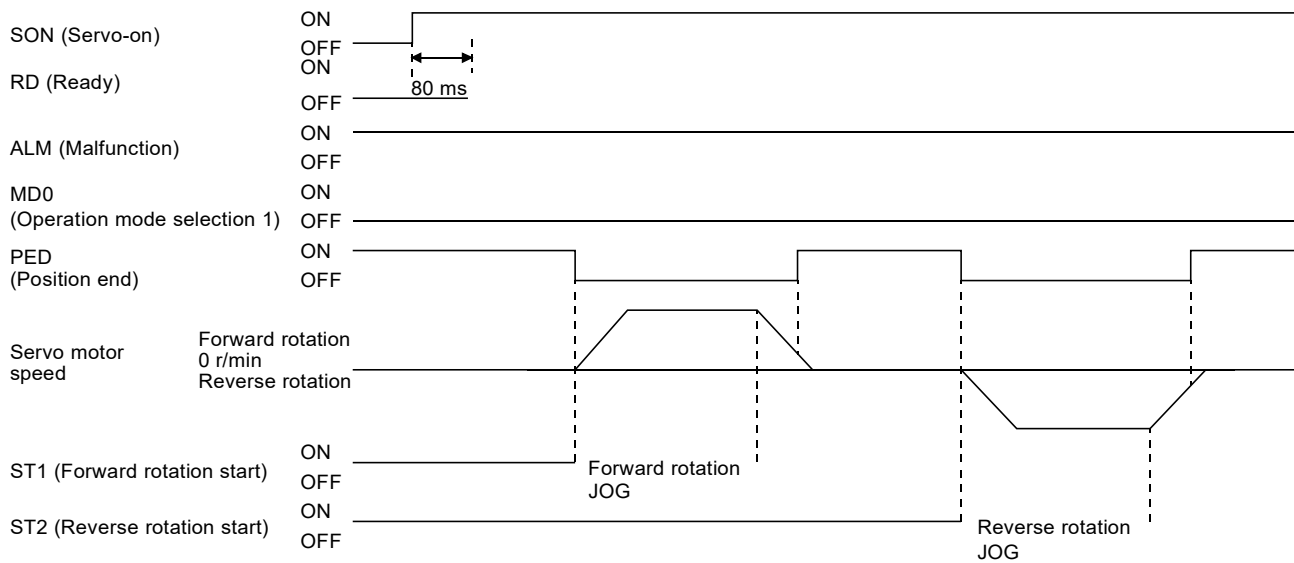 SON (Servo-on)
ON
OFF
RD (Ready)
ON
OFF
80 ms
ALM (Malfunction)
ON
OFF
MD0
(Operation mode selection 1)
ON
OFF
PED
(Position end)
ON
OFF
Servo motor
speed
Forward rotation
0 r/min
Reverse rotation
ST1 (Forward rotation start)
ON
OFF
Forward rotation
JOG
ST2 (Reverse rotation start)
ON
OFF
Reverse rotation
JOG